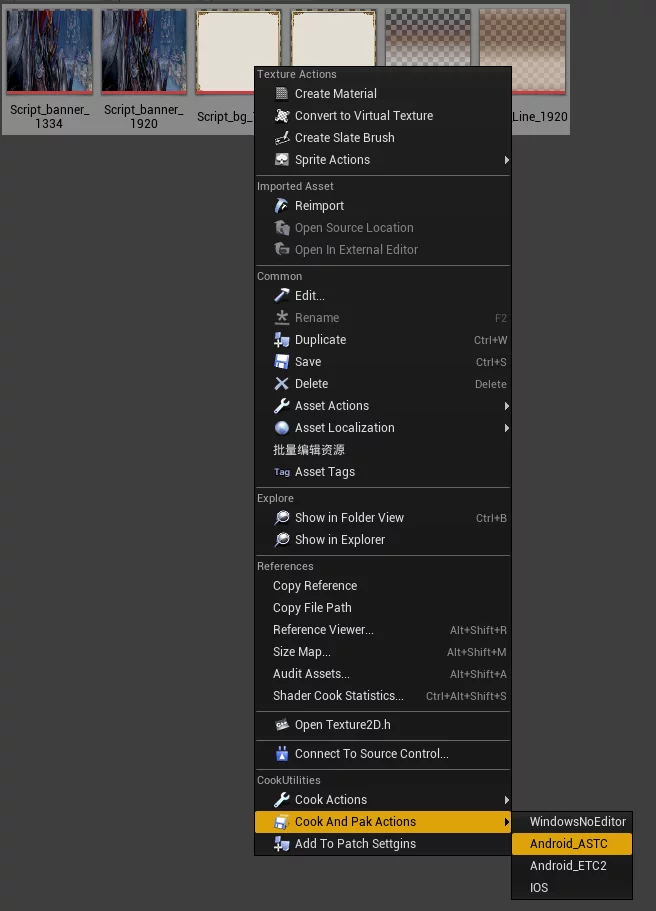 Script_banner_
1334
Script_banner_
1920
Script_bg_
Line_1920
Texture Actions
Create Material
Convert to Virtual Texture
Create Slate Brush
Sprite Actions
Imported Asset
Reimport
Open Source Location
Open In External Editor
Common
Edit...
Rename F2
Duplicate Ctrl+W
Save Ctrl+S
Delete Delete
Asset Actions
Asset Localization
批量编辑资源
Tag Asset Tags
Explore
Show in Folder View Ctrl+B
Show in Explorer
References
Copy Reference
Copy File Path
Reference Viewer... Alt+Shift+R
Size Map... Alt+Shift+M
Audit Assets... Alt+Shift+A
Shader Cook Statistics... Ctrl+Alt+Shift+S
Open Texture2D.h
Connect To Source Control...
CookUtilities
Cook Actions
Cook And Pak Actions
Add To Patch Settgins
WindowsNoEditor
Android_ASTC
Android_ETC2
IOS